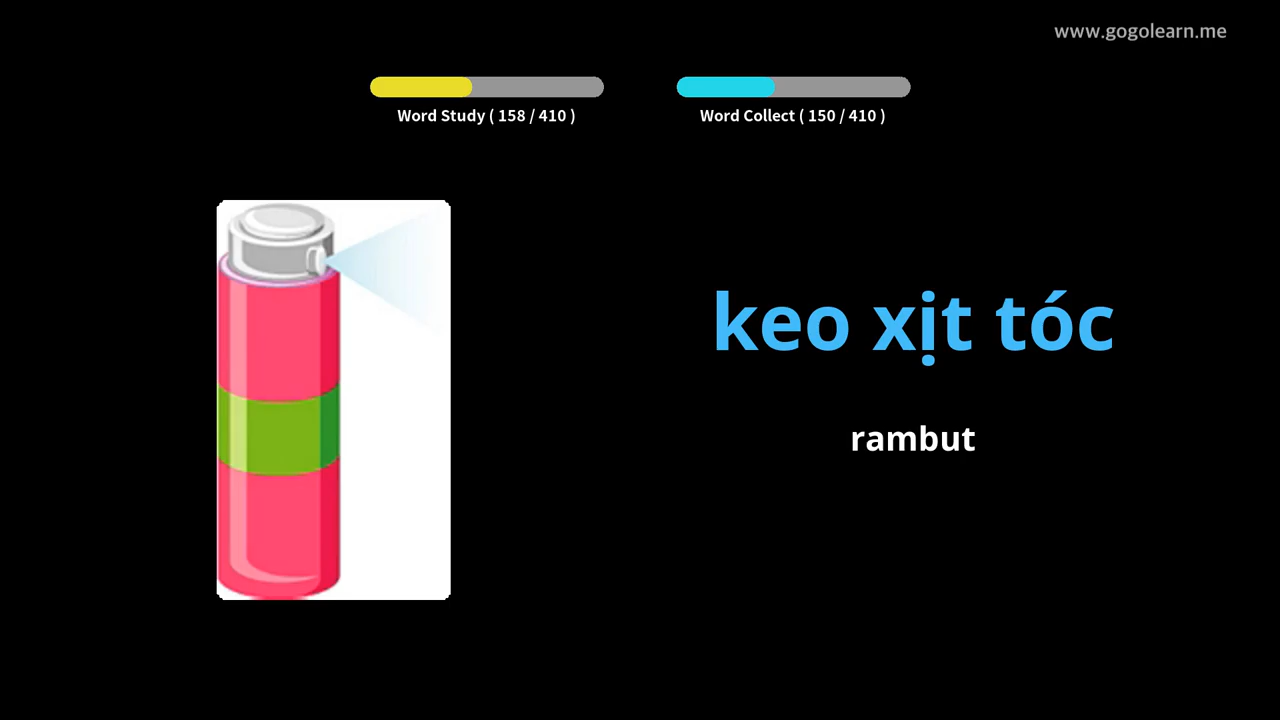 www.gogolearn.me
Word Study ( 158 / 410 )
Word Collect ( 150 / 410 )
keo xịt tóc
rambut